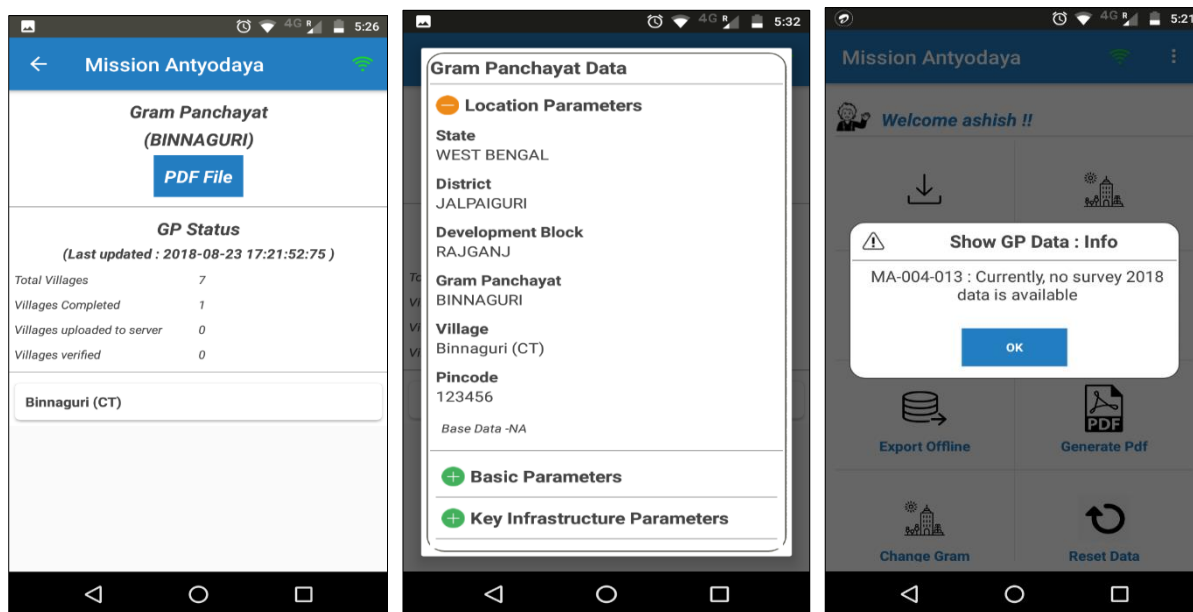 5:26
4G R
Mission Antyodaya
Gram Panchayat
(BINNAGURI)
PDF File
GP Status
(Last updated : 2018-08-23 17:21:52:75 )
Total Villages 7
Villages Completed 1
Villages uploaded to server 0
Villages verified 0
Binnaguri (CT)
4G R 5:32
Gram Panchayat Data
Location Parameters
State
WEST BENGAL
District
JALPAIGURI
Development Block
RAJGANJ
Gram Panchayat
BINNAGURI
Village
Binnaguri (CT)
Pincode
123456
Base Data -NA
Basic Parameters
Key Infrastructure Parameters
4G R 5:21
Mission Antyodaya
Welcome ashish !!
Show GP Data : Info
MA-004-013 : Currently, no survey 2018
data is available
OK
PDF
Export Offline Generate Pdf
Change Gram Reset Data